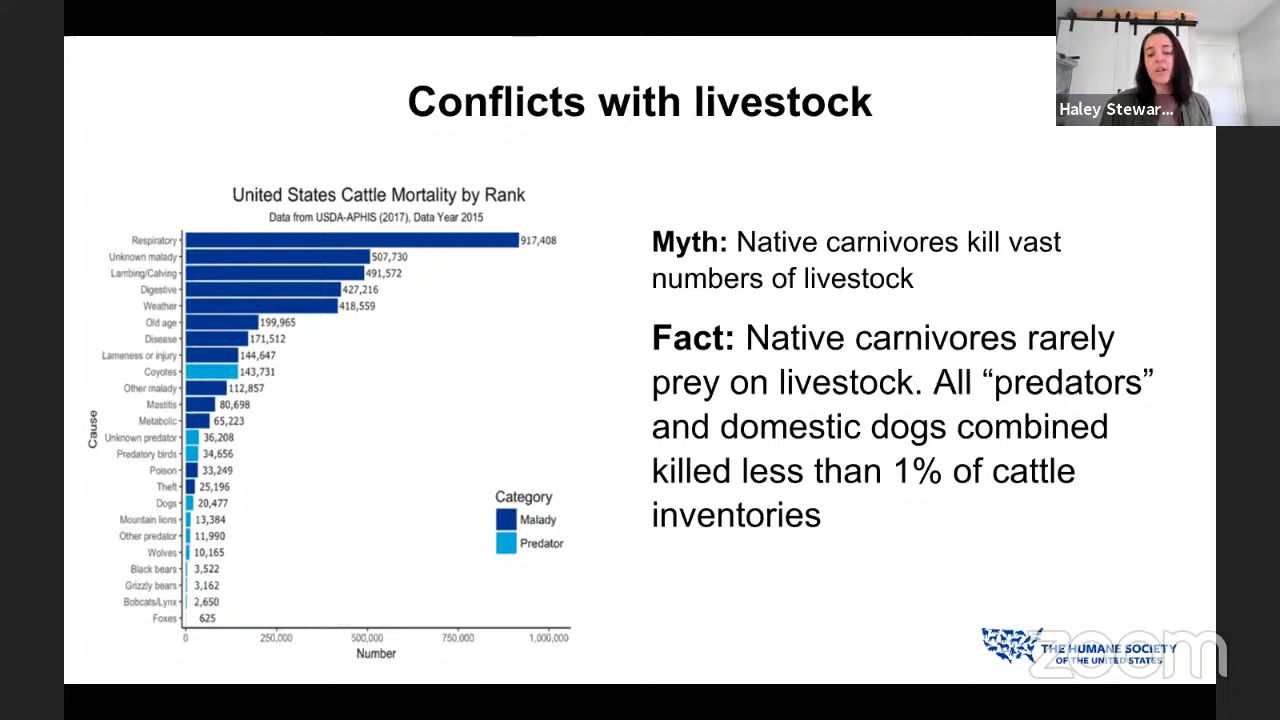 Conflicts with livestock
Haley Stewar...
United States Cattle Mortality by Rank
Data from USDA-APHIS (2017), Data Year 2015
Cause
Respiratory 917,408
Unknown malady 507,730
Lambing/Calving 491,572
Digestive 427,216
Weather 418,559
Old age 199,965
Disease 171,512
Lameness or injury 144,647
Coyotes 143,731
Other malady 112,857
Mastitis 80,698
Metabolic 65,223
Unknown predator 36,208
Predatory birds 34,656
Poison 33,249
Theft 25,196
Dogs 20,477
Mountain lions 13,384
Other predator 11,990
Wolves 10,165
Black bears 3,522
Grizzly bears 3,162
Bobcats/Lynx 2,650
Foxes 625
0 250,000 500,000 750,000 1,000,000
Number
Category
Malady
Predator
Myth: Native carnivores kill vast
numbers of livestock
Fact: Native carnivores rarely
prey on livestock. All “predators”
and domestic dogs combined
killed less than 1% of cattle
inventories
THE HUMANE SOCIETY
OF THE UNITED STATES
zoom